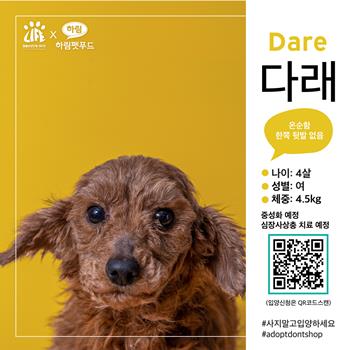 LIFE
X
하림
하림펫푸드
Dare
다래
온순함
한쪽 뒷발 없음
나이: 4살
성별: 여
체중: 4.5kg
중성화 예정
심장사상충 치료 예정
(입양신청은 QR코드스캔)
#사지말고입양하세요
#adoptdontshop